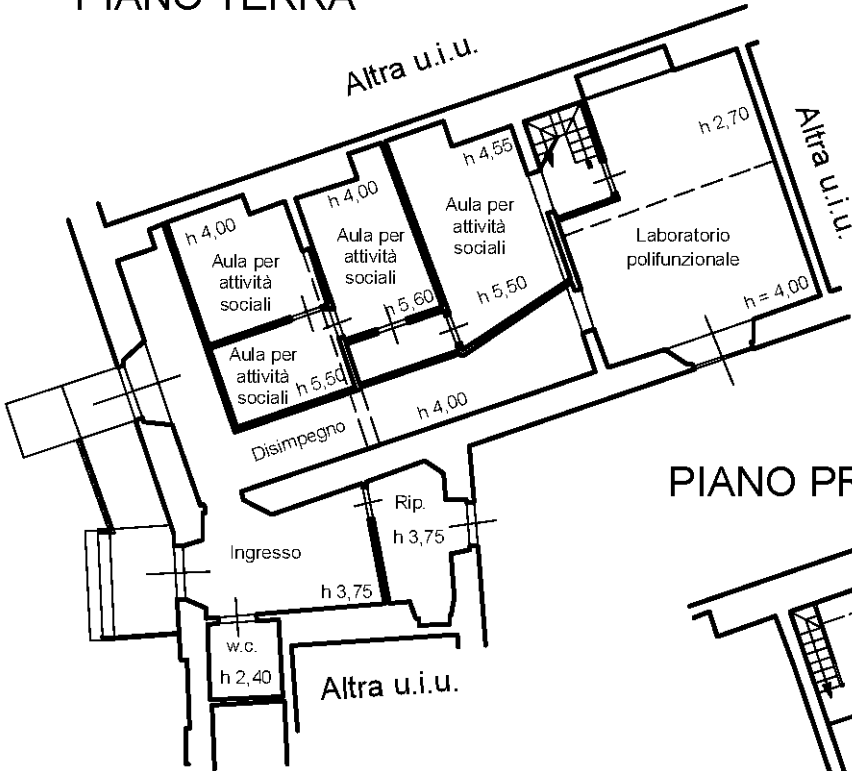 PIANO TERRA
Altra u.i.u.
Altra u.i.u.
h 2,70
h 4,55
h 4,00
h 4,00
Aula per
attività
sociali
Aula per
attività
sociali
Aula per
attività
sociali
Laboratorio
polifunzionale
h = 4,00
h 5,50
h 5,60
Aula per
attività
sociali
h 5,50
h 4,00
Disimpegno
Rip.
h 3,75
Ingresso
h 3,75
w.c.
h 2,40
Altra u.i.u.
PIANO PR